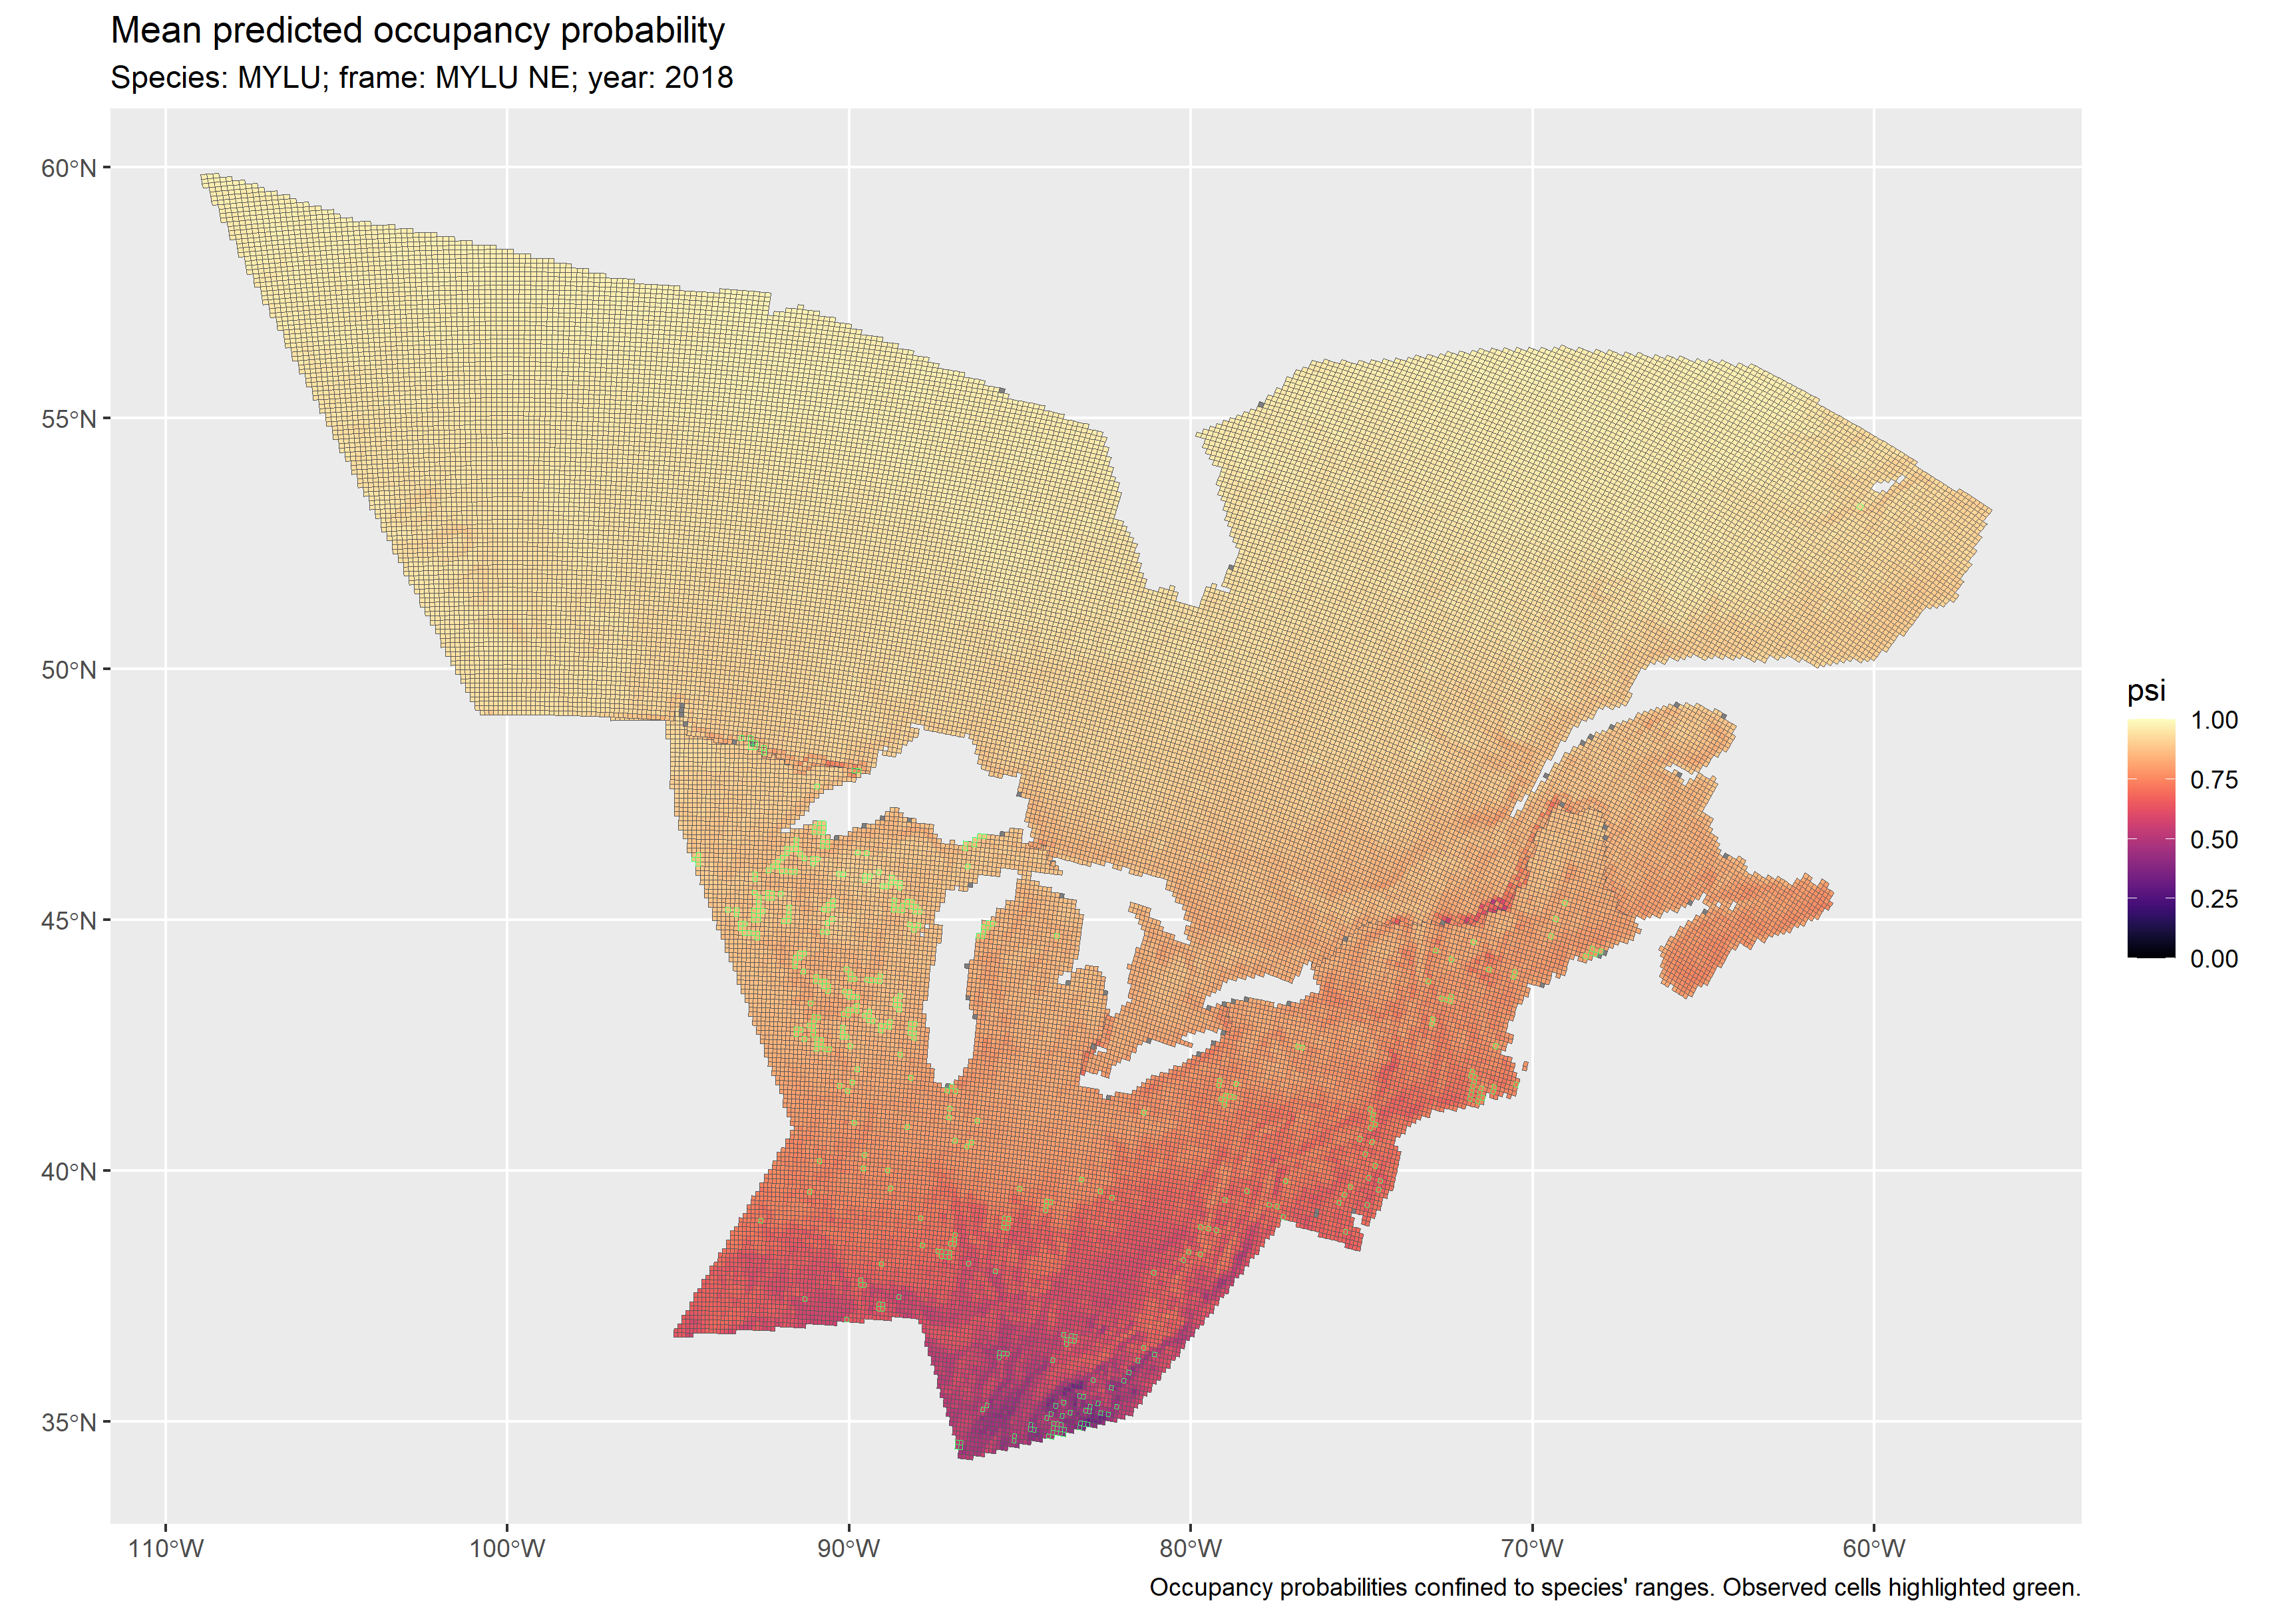 Mean predicted occupancy probability
Species: MYLU; frame: MYLU NE; year: 2018
60°N
55°N
50°N
45°N
40°N
35°N
110°W
100°W
90°W
80°W
70°W
60°W
psi
1.00
0.75
0.50
0.25
0.00
Occupancy probabilities confined to species' ranges. Observed cells highlighted green.